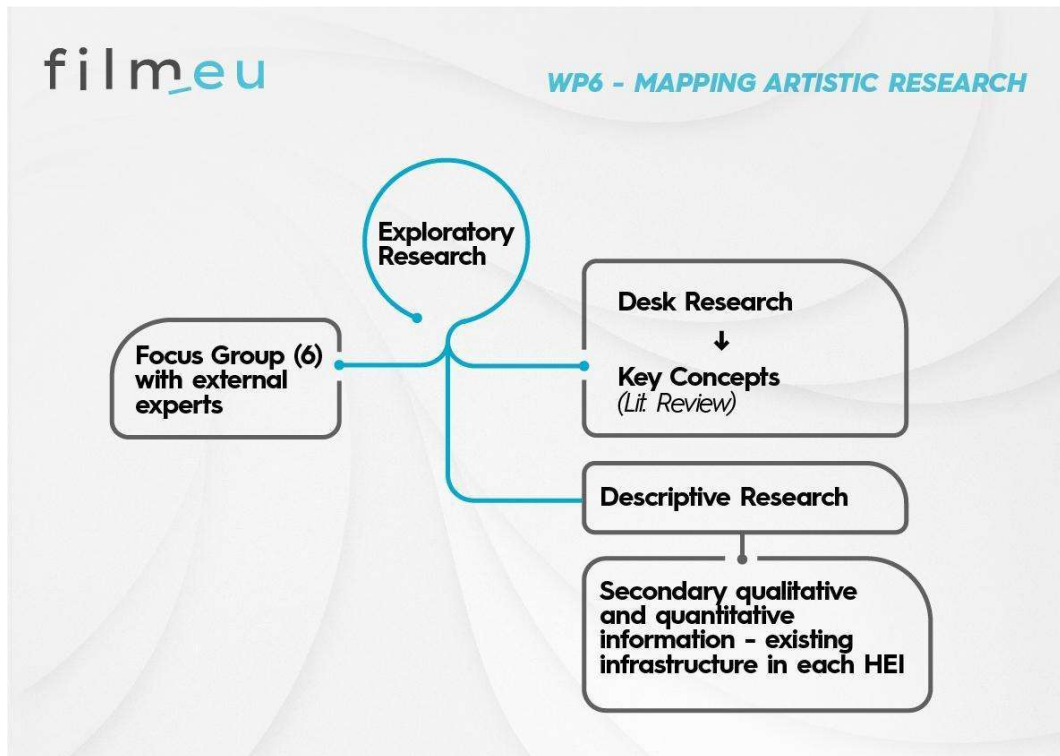 film_eu
WP6 - MAPPING ARTISTIC RESEARCH
Exploratory
Research
Focus Group (6)
with external
experts
Desk Research
↓
Key Concepts
(Lit. Review)
Descriptive Research
Secondary qualitative
and quantitative
information - existing
infrastructure in each HEI